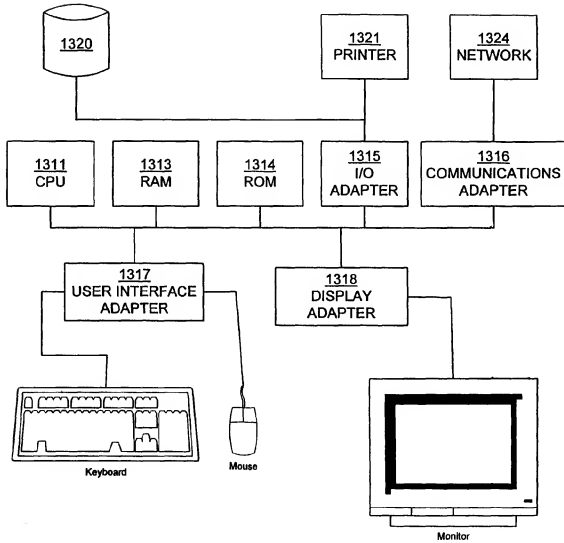 1320
1321
PRINTER
1324
NETWORK
1311
CPU
1313
RAM
1314
ROM
1315
I/O
ADAPTER
1316
COMMUNICATIONS
ADAPTER
1317
USER INTERFACE
ADAPTER
1318
DISPLAY
ADAPTER
Keyboard
Mouse
Monitor